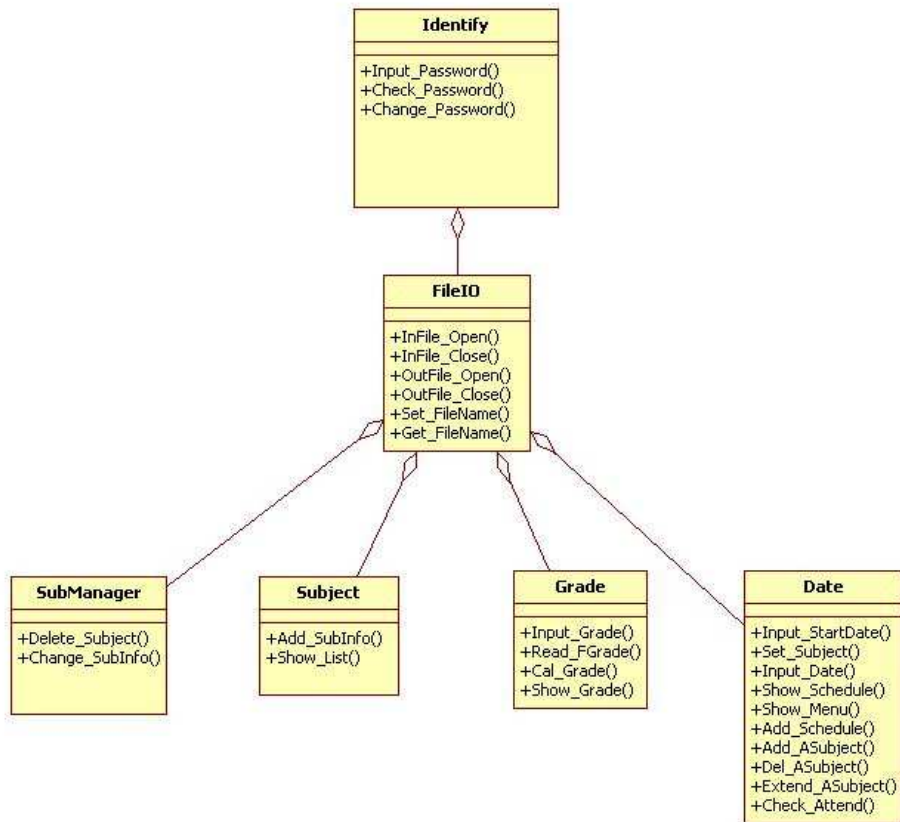 Identify
+Input_Password()
+Check_Password()
+Change_Password()
FileIO
+InFile_Open()
+InFile_Close()
+OutFile_Open()
+OutFile_Close()
+Set_FileName()
+Get_FileName()
SubManager
+Delete_Subject()
+Change_SubInfo()
Subject
+Add_SubInfo()
+Show_List()
Grade
+Input_Grade()
+Read_FGrade()
+Cal_Grade()
+Show_Grade()
Date
+Input_StartDate()
+Set_Subject()
+Input_Date()
+Show_Schedule()
+Show_Menu()
+Add_Schedule()
+Add_ASubject()
+Del_ASubject()
+Extend_ASubject()
+Check_Attend()